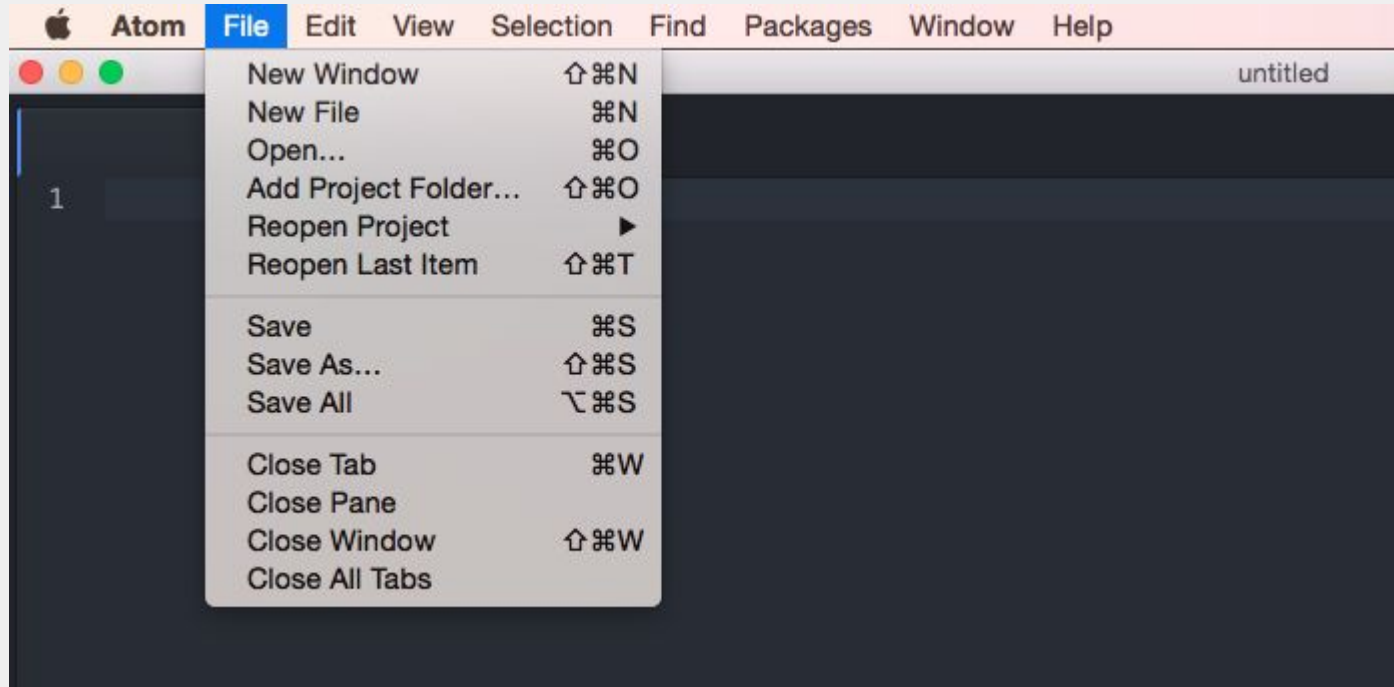 Atom File Edit View Selection Find Packages Window Help
untitled
1
New Window ⇧⌘N
New File ⌘N
Open... ⌘O
Add Project Folder... ⇧⌘O
Reopen Project ▶
Reopen Last Item ⇧⌘T
Save ⌘S
Save As... ⇧⌘S
Save All ⌥⌘S
Close Tab ⌘W
Close Pane
Close Window ⇧⌘W
Close All Tabs